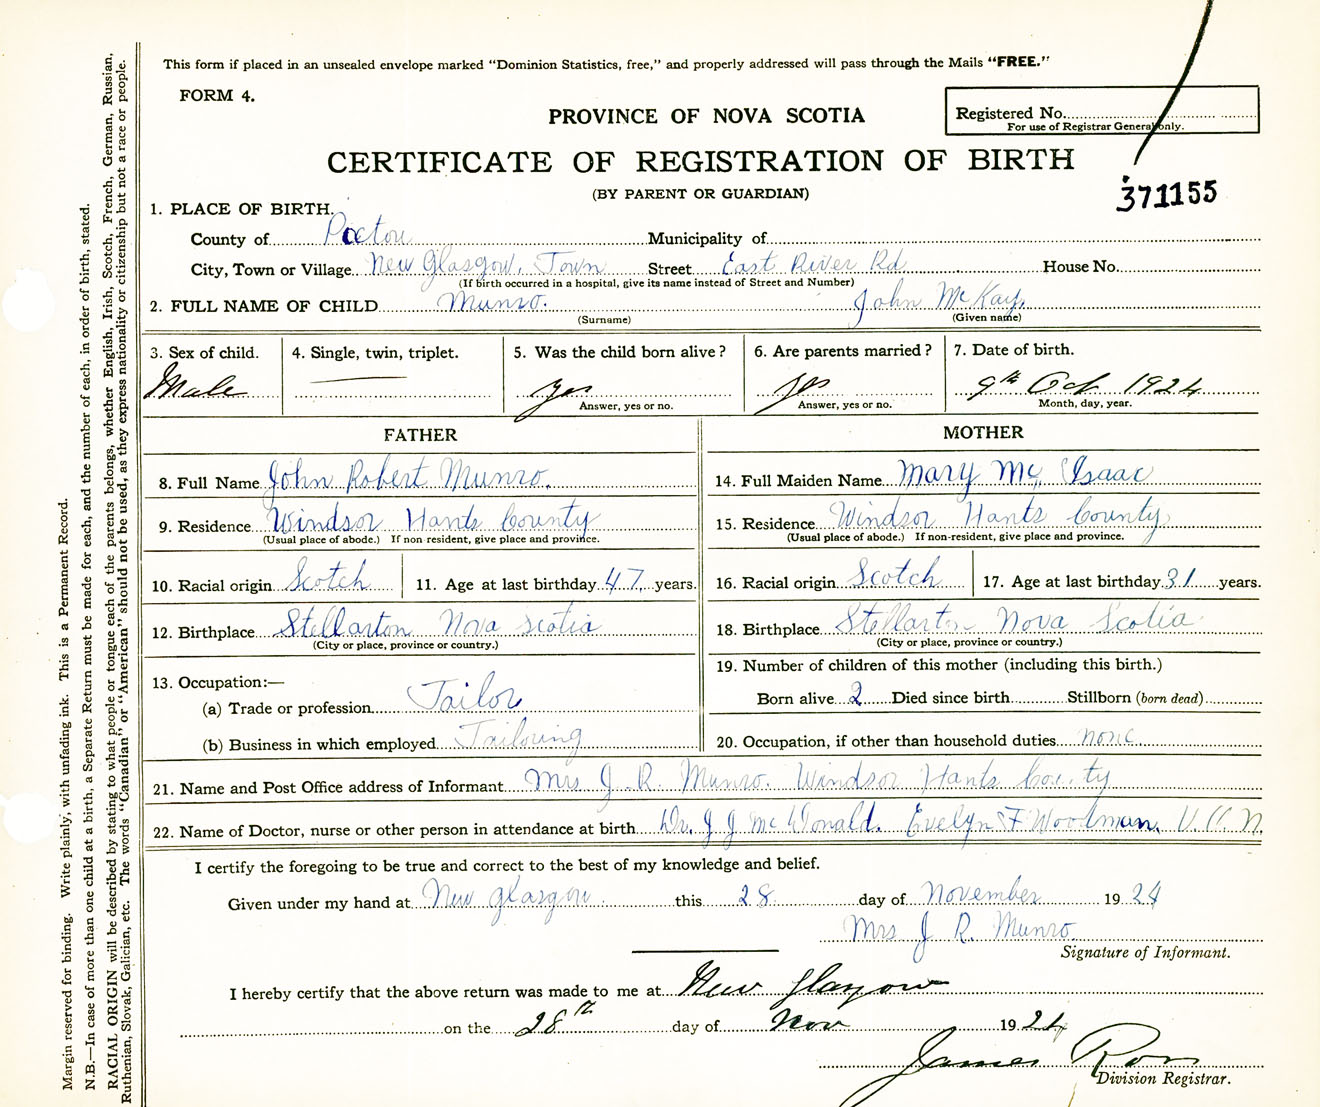 This form if placed in an unsealed envelope marked "Dominion Statistics, free," and properly addressed will pass through the Mails "FREE."
FORM 4.
PROVINCE OF NOVA SCOTIA
Registered No.
For use of Registrar General only.
CERTIFICATE OF REGISTRATION OF BIRTH
(BY PARENT OR GUARDIAN)
371155
1. PLACE OF BIRTH.
County of Pictou Municipality of
City, Town or Village New Glasgow, Town Street East River Rd House No.
(If birth occurred in a hospital, give its name instead of Street and Number)
2. FULL NAME OF CHILD Munro. John McKay,
(Surname) (Given name)
3. Sex of child. 4. Single, twin, triplet. 5. Was the child born alive? 6. Are parents married? 7. Date of birth.
Male yes yes 9th Oct 1924
Answer, yes or no. Answer, yes or no. Month, day, year.
FATHER MOTHER
8. Full Name John Robert Munro. 14. Full Maiden Name Mary Mc Isaac
9. Residence Windsor Hants County 15. Residence Windsor Hants County
(Usual place of abode.) If non-resident, give place and province. (Usual place of abode.) If non-resident, give place and province.
10. Racial origin Scotch 11. Age at last birthday 47 years. 16. Racial origin Scotch 17. Age at last birthday 31 years.
12. Birthplace Stellarton Nova Scotia 18. Birthplace Stellarton Nova Scotia
(City or place, province or country.) (City or place, province or country.)
13. Occupation:— 19. Number of children of this mother (including this birth.)
(a) Trade or profession Tailor Born alive 2 Died since birth Stillborn (born dead)
(b) Business in which employed Tailoring 20. Occupation, if other than household duties none
21. Name and Post Office address of Informant Mrs J. R. Munro. Windsor Hants County
22. Name of Doctor, nurse or other person in attendance at birth Dr. J J McDonald. Evelyn F Woodman, V. O. N.
I certify the foregoing to be true and correct to the best of my knowledge and belief.
Given under my hand at New Glasgow. this 28 day of November 1924
Mrs J R Munro
Signature of Informant.
I hereby certify that the above return was made to me at New Glasgow
on the 28th day of Nov 1924
James Ross
Division Registrar.
Margin reserved for binding. Write plainly, with unfading ink. This is a Permanent Record.
N.B.—In case of more than one child at a birth, a Separate Return must be made for each, and the number of each, in order of birth, stated.
RACIAL ORIGIN will be described by stating to what people or tongue each of the parents belongs, whether English, Irish, Scotch, French, German, Russian,
Ruthenian, Slovak, Galician, etc. The words "Canadian" or "American" should not be used, as they express nationality or citizenship but not a race or people.